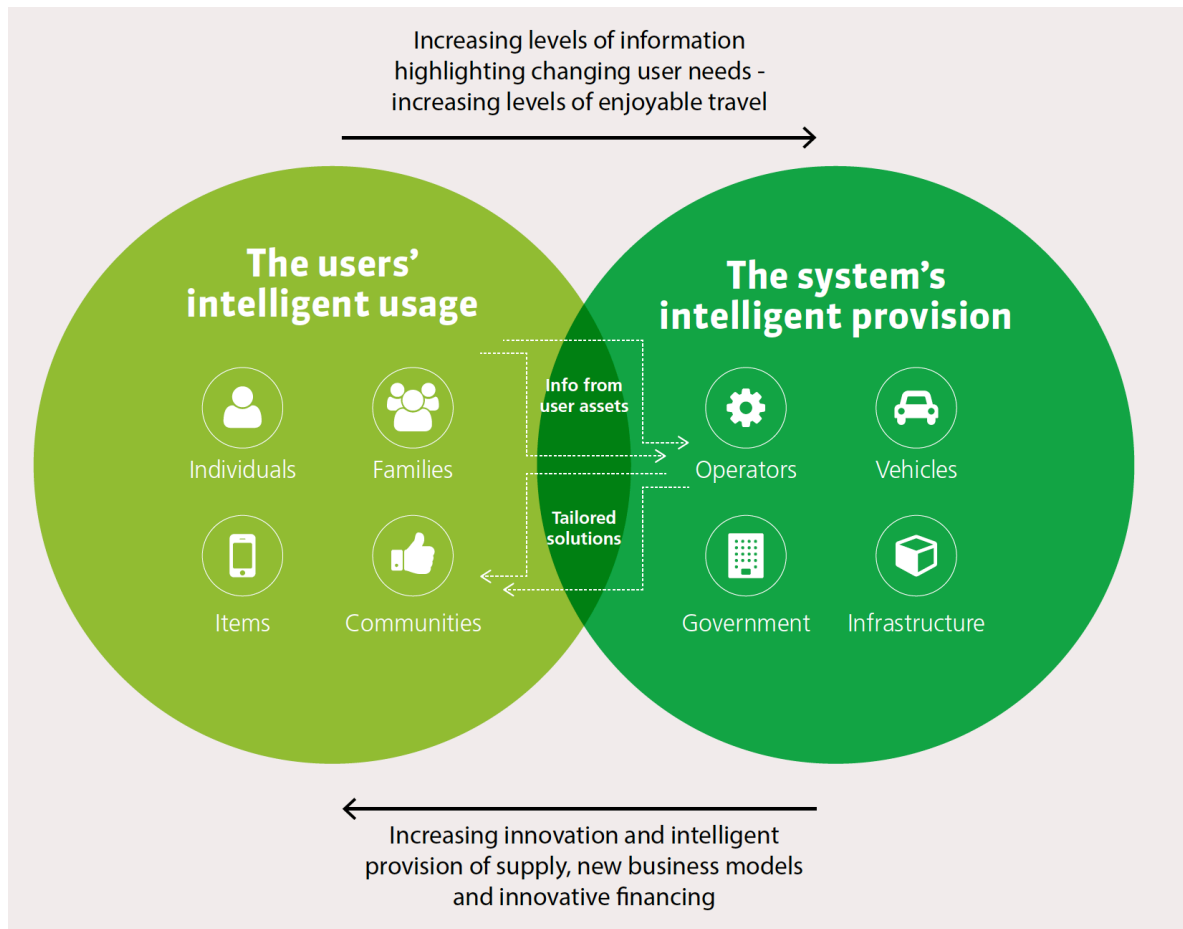 Increasing levels of information
highlighting changing user needs -
increasing levels of enjoyable travel
The users’
intelligent usage
Individuals
Families
Items
Communities
Info from
user assets
Tailored
solutions
The system’s
intelligent provision
Operators
Vehicles
Government
Infrastructure
Increasing innovation and intelligent
provision of supply, new business models
and innovative financing